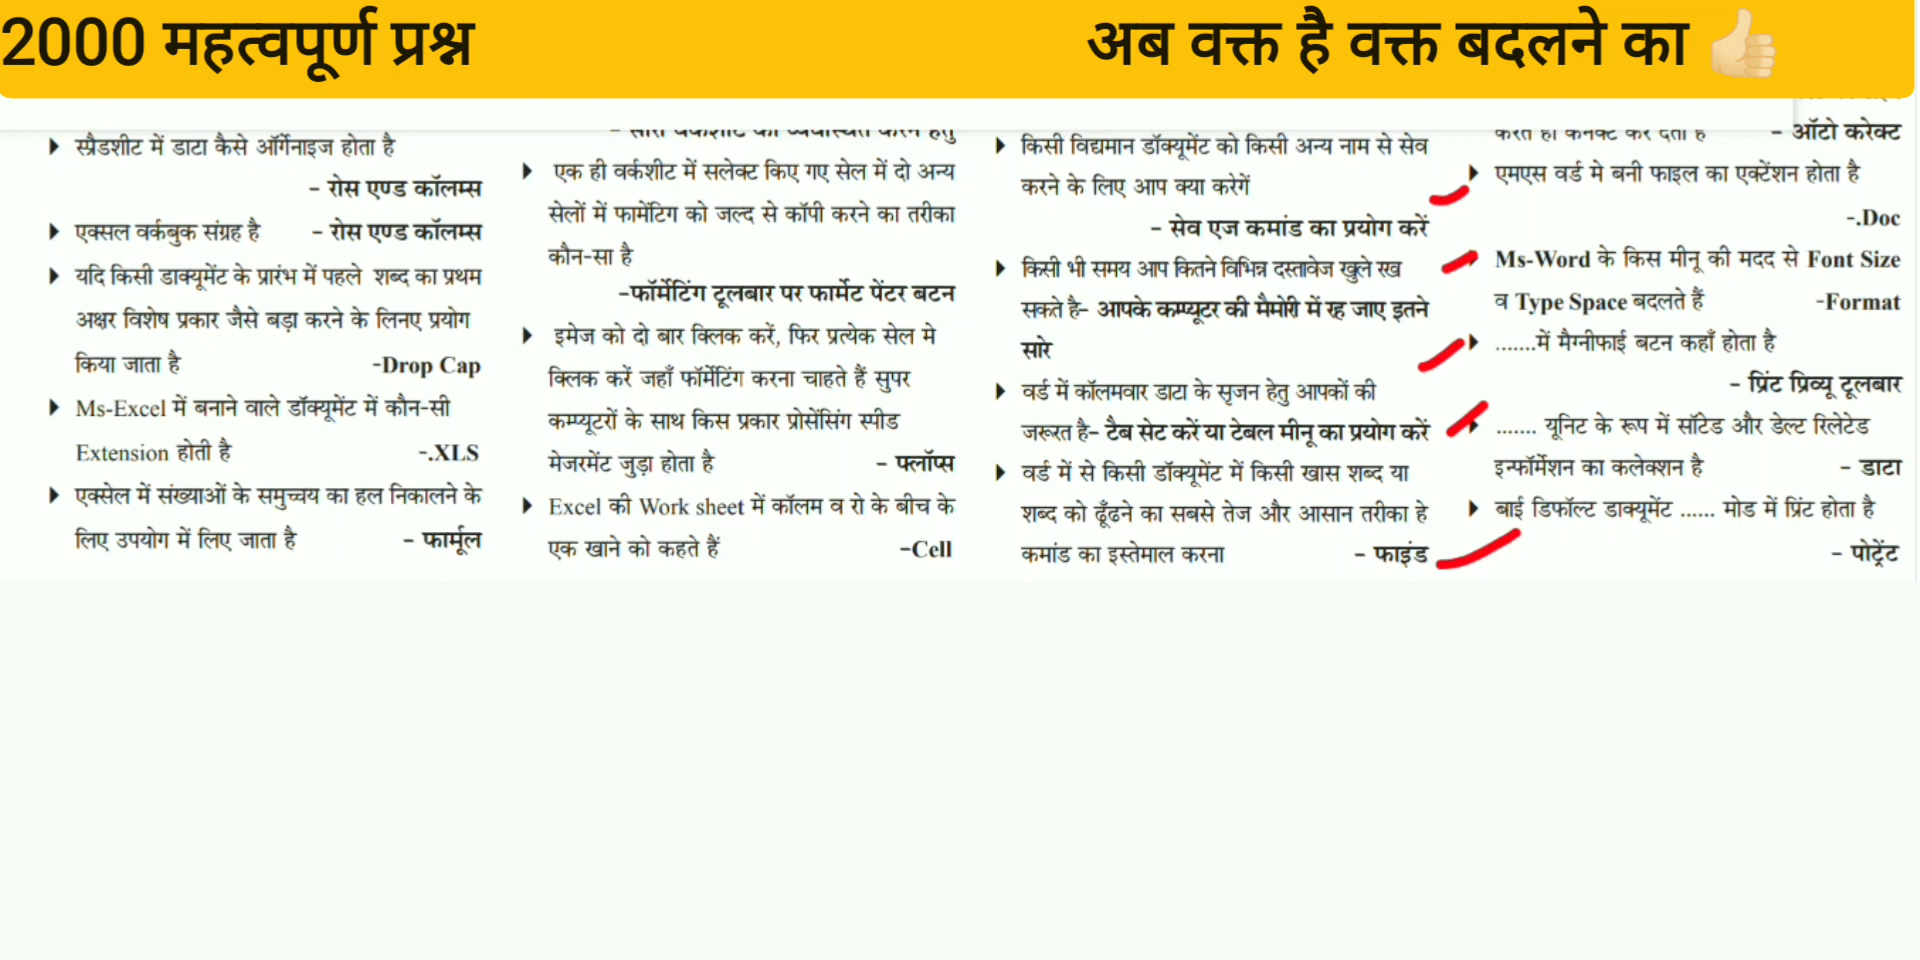 2000 महत्वपूर्ण प्रश्न
अब वक्त है वक्त बदलने का 👍🏻
स्प्रैडशीट में डाटा कैसे ऑर्गेनाइज होता है
- रोस एण्ड कॉलम्स
एक्सल वर्कबुक संग्रह है - रोस एण्ड कॉलम्स
यदि किसी डाक्यूमेंट के प्रारंभ में पहले शब्द का प्रथम
अक्षर विशेष प्रकार जैसे बड़ा करने के लिनए प्रयोग
किया जाता है -Drop Cap
Ms-Excel में बनाने वाले डॉक्यूमेंट में कौन-सी
Extension होती है -.XLS
एक्सेल में संख्याओं के समुच्चय का हल निकालने के
लिए उपयोग में लिए जाता है - फार्मूल
- सारी वर्कशीट को व्यवस्थित करने हेतु
एक ही वर्कशीट में सलेक्ट किए गए सेल में दो अन्य
सेलों में फार्मेटिग को जल्द से कॉपी करने का तरीका
कौन-सा है
-फॉर्मेटिंग टूलबार पर फार्मेट पेंटर बटन
इमेज को दो बार क्लिक करें, फिर प्रत्येक सेल मे
क्लिक करें जहाँ फॉर्मेटिंग करना चाहते हैं सुपर
कम्प्यूटरों के साथ किस प्रकार प्रोसेंसिंग स्पीड
मेजरमेंट जुड़ा होता है - फ्लॉप्स
Excel की Work sheet में कॉलम व रो के बीच के
एक खाने को कहते हैं -Cell
किसी विद्यमान डॉक्यूमेंट को किसी अन्य नाम से सेव
करने के लिए आप क्या करेगें
- सेव एज कमांड का प्रयोग करें
किसी भी समय आप कितने विभिन्न दस्तावेज खुले रख
सकते है- आपके कम्प्यूटर की मैमोरी में रह जाए इतने
सारे
वर्ड में कॉलमवार डाटा के सृजन हेतु आपकों की
जरूरत है- टैब सेट करें या टेबल मीनू का प्रयोग करें
वर्ड में से किसी डॉक्यूमेंट में किसी खास शब्द या
शब्द को ढूँढने का सबसे तेज और आसान तरीका हे
कमांड का इस्तेमाल करना - फाइंड
करते ही कनेक्ट कर देता है - ऑटो करेक्ट
एमएस वर्ड मे बनी फाइल का एक्टेंशन होता है
-.Doc
Ms-Word के किस मीनू की मदद से Font Size
व Type Space बदलते हैं -Format
.......में मैग्नीफाई बटन कहाँ होता है
- प्रिंट प्रिव्यू टूलबार
....... यूनिट के रूप में सॉटेड और डेल्ट रिलेटेड
इन्फॉर्मेशन का कलेक्शन है - डाटा
बाई डिफॉल्ट डाक्यूमेंट ...... मोड में प्रिंट होता है
- पोट्रेंट